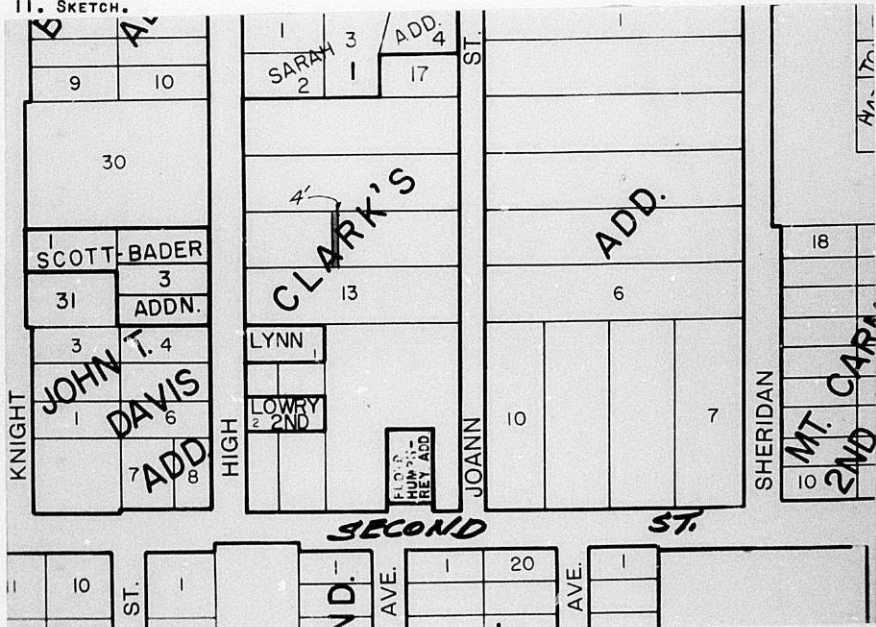 11. SKETCH.
1
3
ADD.
4
ST.
1
SARAH
2
1
17
9
10
30
4'
CLARK'S
ADD.
1
SCOTT-BADER
3
31
ADDN.
13
6
18
3
4
JOHN T.
DAVIS
ADD.
1
6
7
8
LYNN
1
LOWRY
2 2ND
10
7
KNIGHT
HIGH
JOANN
SHERIDAN
MT.
2ND
10
HUMPH-
REY ADD
SECOND ST.
11
10
ST.
1
1
AVE.
1
20
AVE.
1